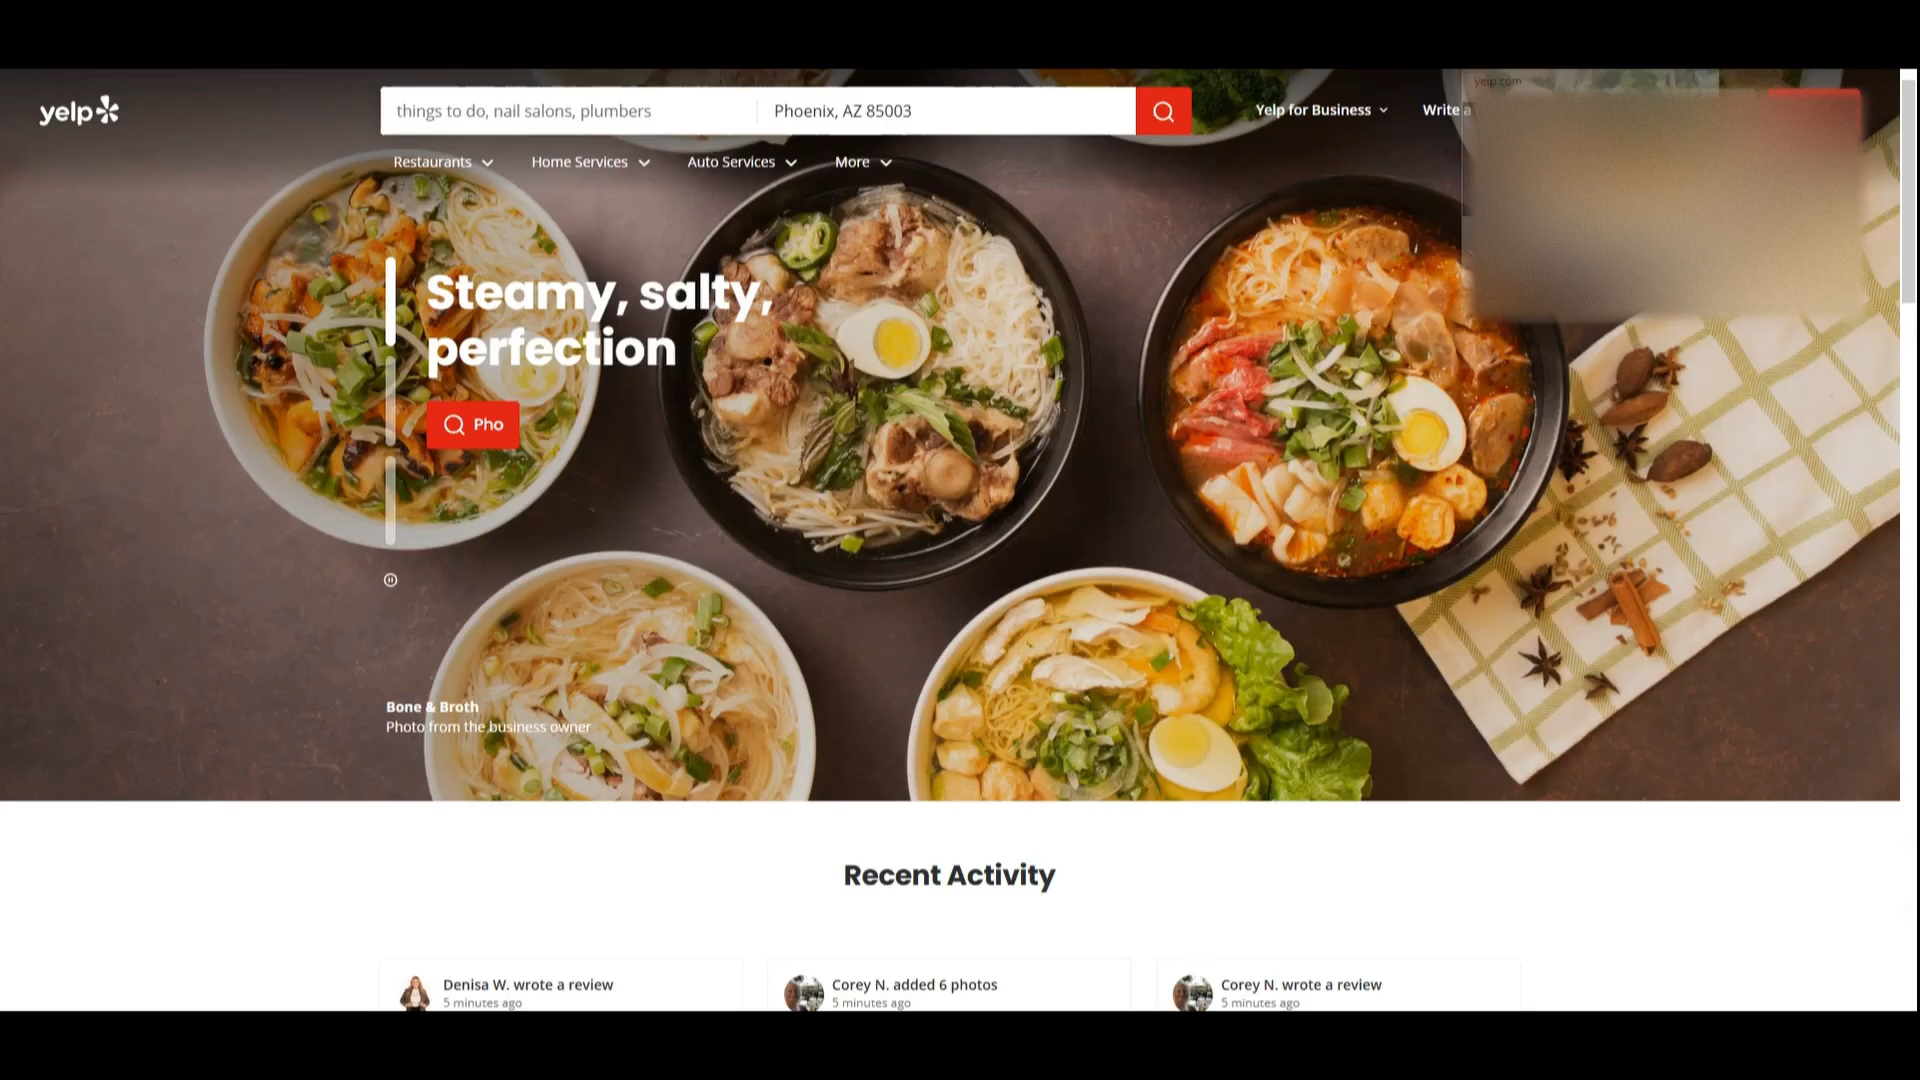 yelp.com
yelp
things to do, nail salons, plumbers
Phoenix, AZ 85003
Yelp for Business
Write a
Restaurants
Home Services
Auto Services
More
Steamy, salty,
perfection
Pho
Bone & Broth
Photo from the business owner
Recent Activity
Denisa W. wrote a review
5 minutes ago
Corey N. added 6 photos
5 minutes ago
Corey N. wrote a review
5 minutes ago